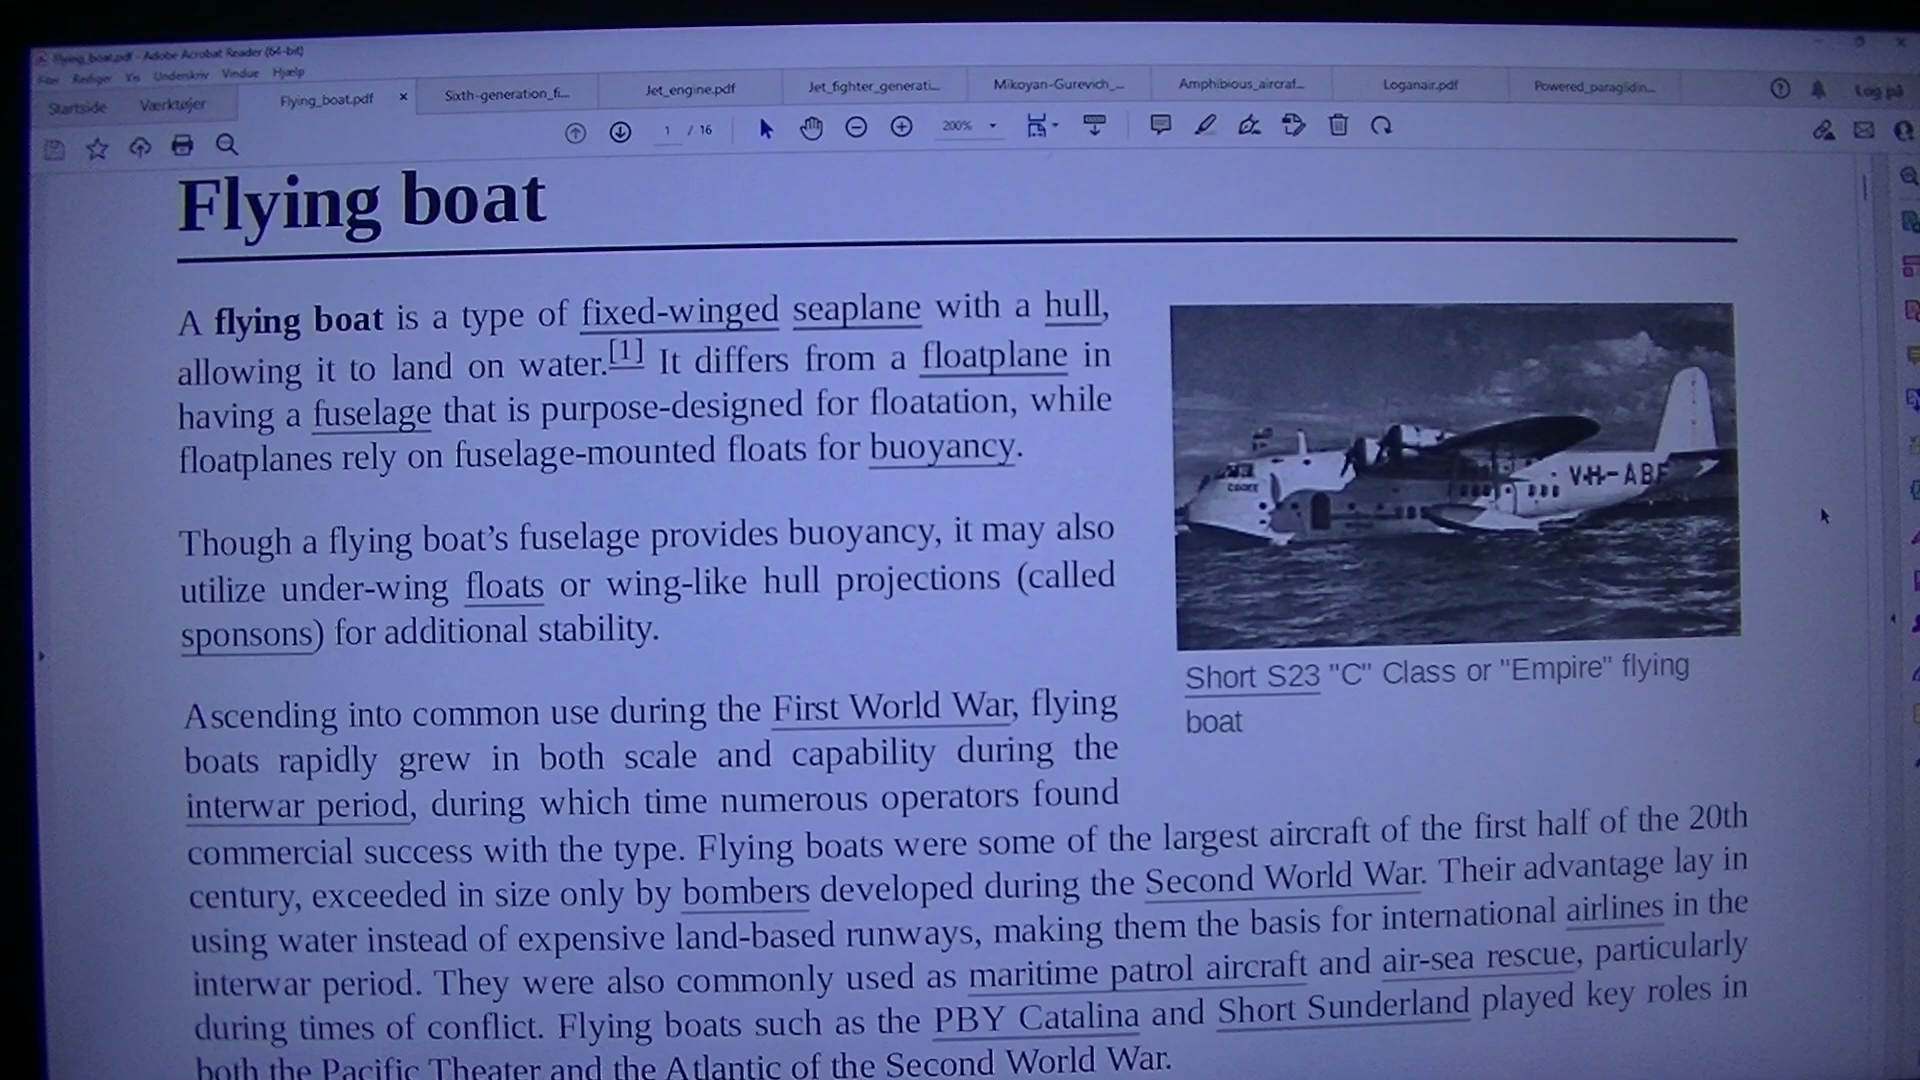 Flying_boat.pdf - Adobe Acrobat Reader (64-bit)
Filer Rediger Vis Underskriv Vindue Hjælp
Startside Værktøjer Flying_boat.pdf × Sixth-generation_fi... Jet_engine.pdf Jet_fighter_generati... Mikoyan-Gurevich_... Amphibious_aircraf... Loganair.pdf Powered_paraglidin... Log på
1 / 16 200%
Flying boat
A flying boat is a type of fixed-winged seaplane with a hull,
allowing it to land on water.[1] It differs from a floatplane in
having a fuselage that is purpose-designed for floatation, while
floatplanes rely on fuselage-mounted floats for buoyancy.
Though a flying boat's fuselage provides buoyancy, it may also
utilize under-wing floats or wing-like hull projections (called
sponsons) for additional stability.
VH-ABF
Short S23 "C" Class or "Empire" flying
boat
Ascending into common use during the First World War, flying
boats rapidly grew in both scale and capability during the
interwar period, during which time numerous operators found
commercial success with the type. Flying boats were some of the largest aircraft of the first half of the 20th
century, exceeded in size only by bombers developed during the Second World War. Their advantage lay in
using water instead of expensive land-based runways, making them the basis for international airlines in the
interwar period. They were also commonly used as maritime patrol aircraft and air-sea rescue, particularly
during times of conflict. Flying boats such as the PBY Catalina and Short Sunderland played key roles in
both the Pacific Theater and the Atlantic of the Second World War.